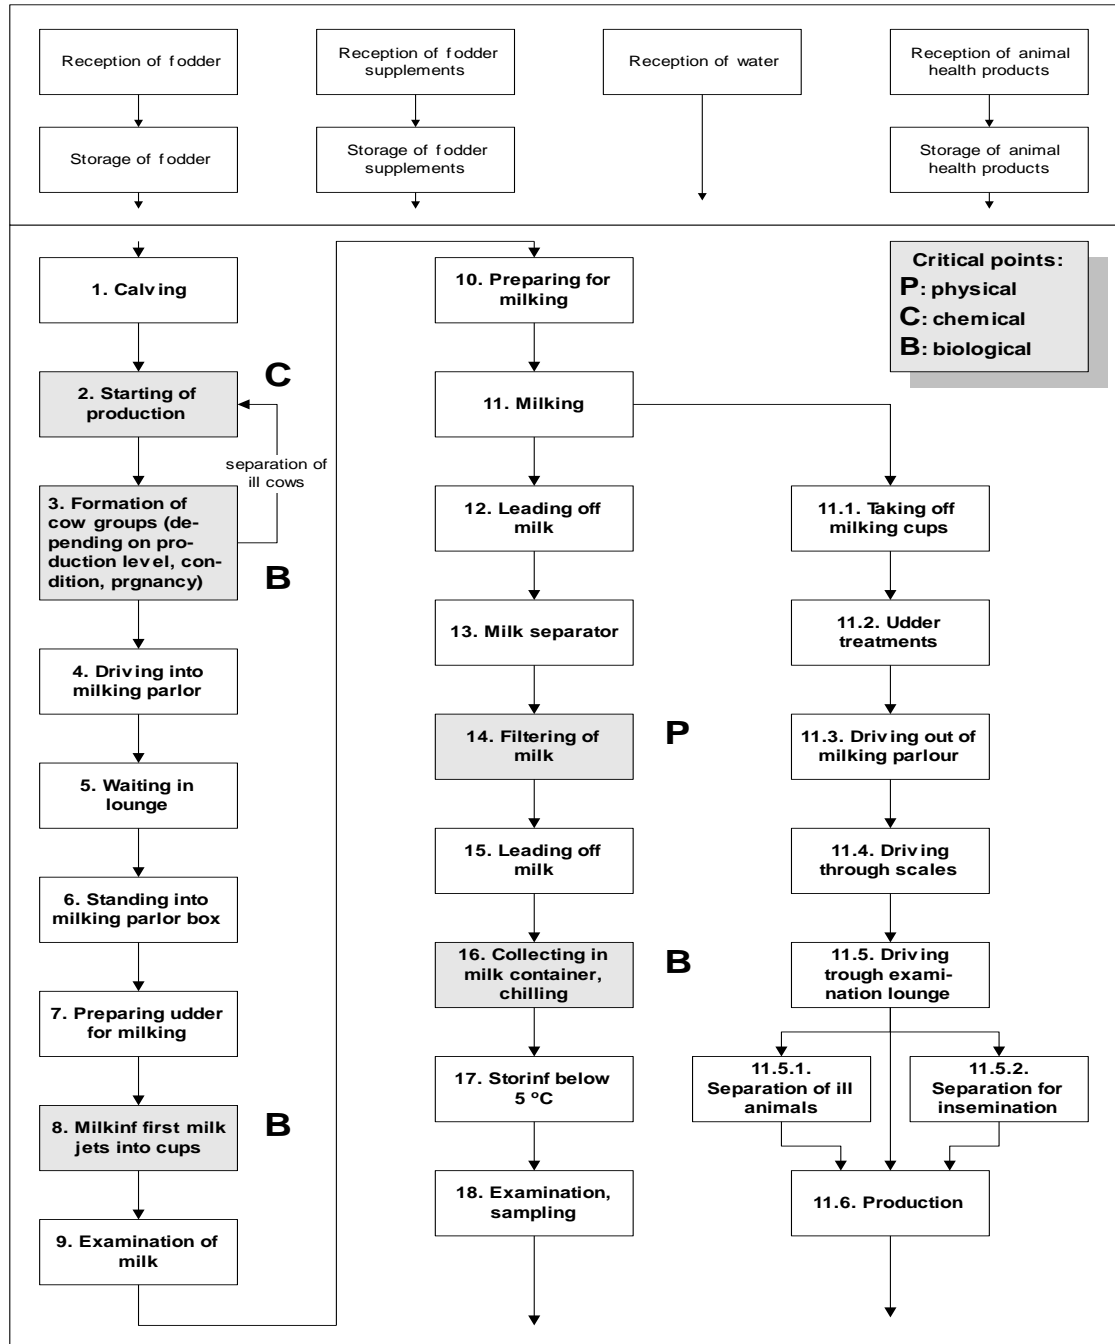 Reception of fodder
Reception of fodder
supplements
Reception of water
Reception of animal
health products
Storage of fodder
Storage of fodder
supplements
Storage of animal
health products
1. Calving
2. Starting of
production
C
separation of
ill cows
3. Formation of
cow groups (de-
pending on pro-
duction level, con-
dition, prgnancy)
B
4. Driving into
milking parlor
5. Waiting in
lounge
6. Standing into
milking parlor box
7. Preparing udder
for milking
8. Milkinf first milk
jets into cups
B
9. Examination of
milk
10. Preparing for
milking
11. Milking
12. Leading off
milk
13. Milk separator
14. Filtering of
milk
P
15. Leading off
milk
16. Collecting in
milk container,
chilling
B
17. Storinf below
5 ºC
18. Examination,
sampling
Critical points:
P: physical
C: chemical
B: biological
11.1. Taking off
milking cups
11.2. Udder
treatments
11.3. Driving out of
milking parlour
11.4. Driving
through scales
11.5. Driving
trough exami-
nation lounge
11.5.1.
Separation of ill
animals
11.5.2.
Separation for
insemination
11.6. Production